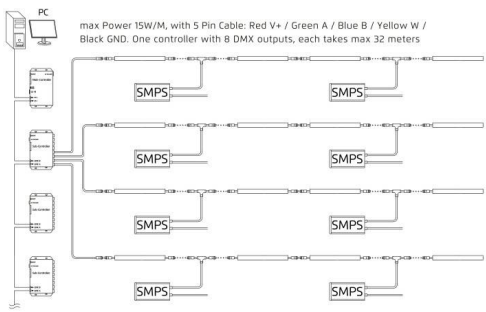 PC
max Power 15W/M, with 5 Pin Cable: Red V+ / Green A / Blue B / Yellow W /
Black GND. One controller with 8 DMX outputs, each takes max 32 meters
SMPS
SMPS
SMPS
SMPS
SMPS
SMPS
SMPS
SMPS